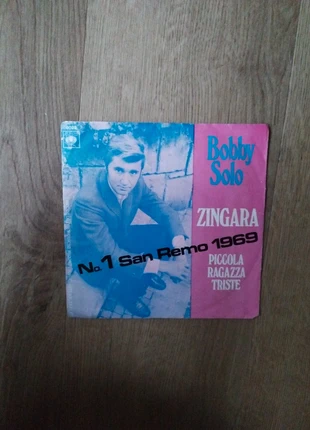 Bobby
Solo
ZINGARA
No. 1 San Remo 1969
PICCOLA
RAGAZZA
TRISTE